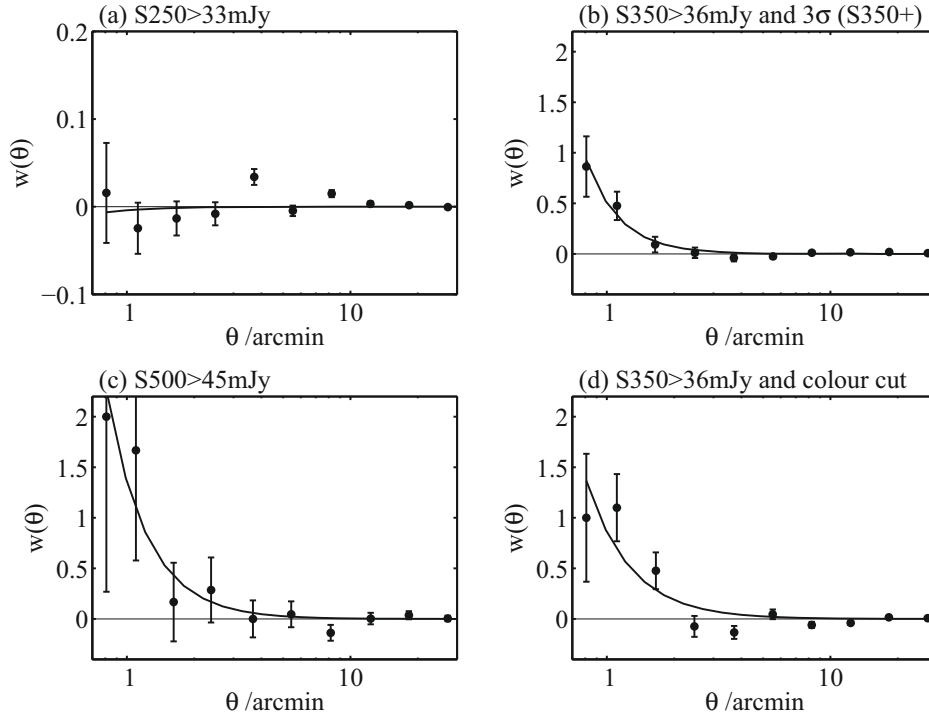 (a) S250>33mJy
0.2
0.1
0
−0.1
w(θ)
1
10
θ /arcmin
(b) S350>36mJy and 3σ (S350+)
2
1.5
1
0.5
0
w(θ)
1
10
θ /arcmin
(c) S500>45mJy
2
1.5
1
0.5
0
w(θ)
1
10
θ /arcmin
(d) S350>36mJy and colour cut
2
1.5
1
0.5
0
w(θ)
1
10
θ /arcmin